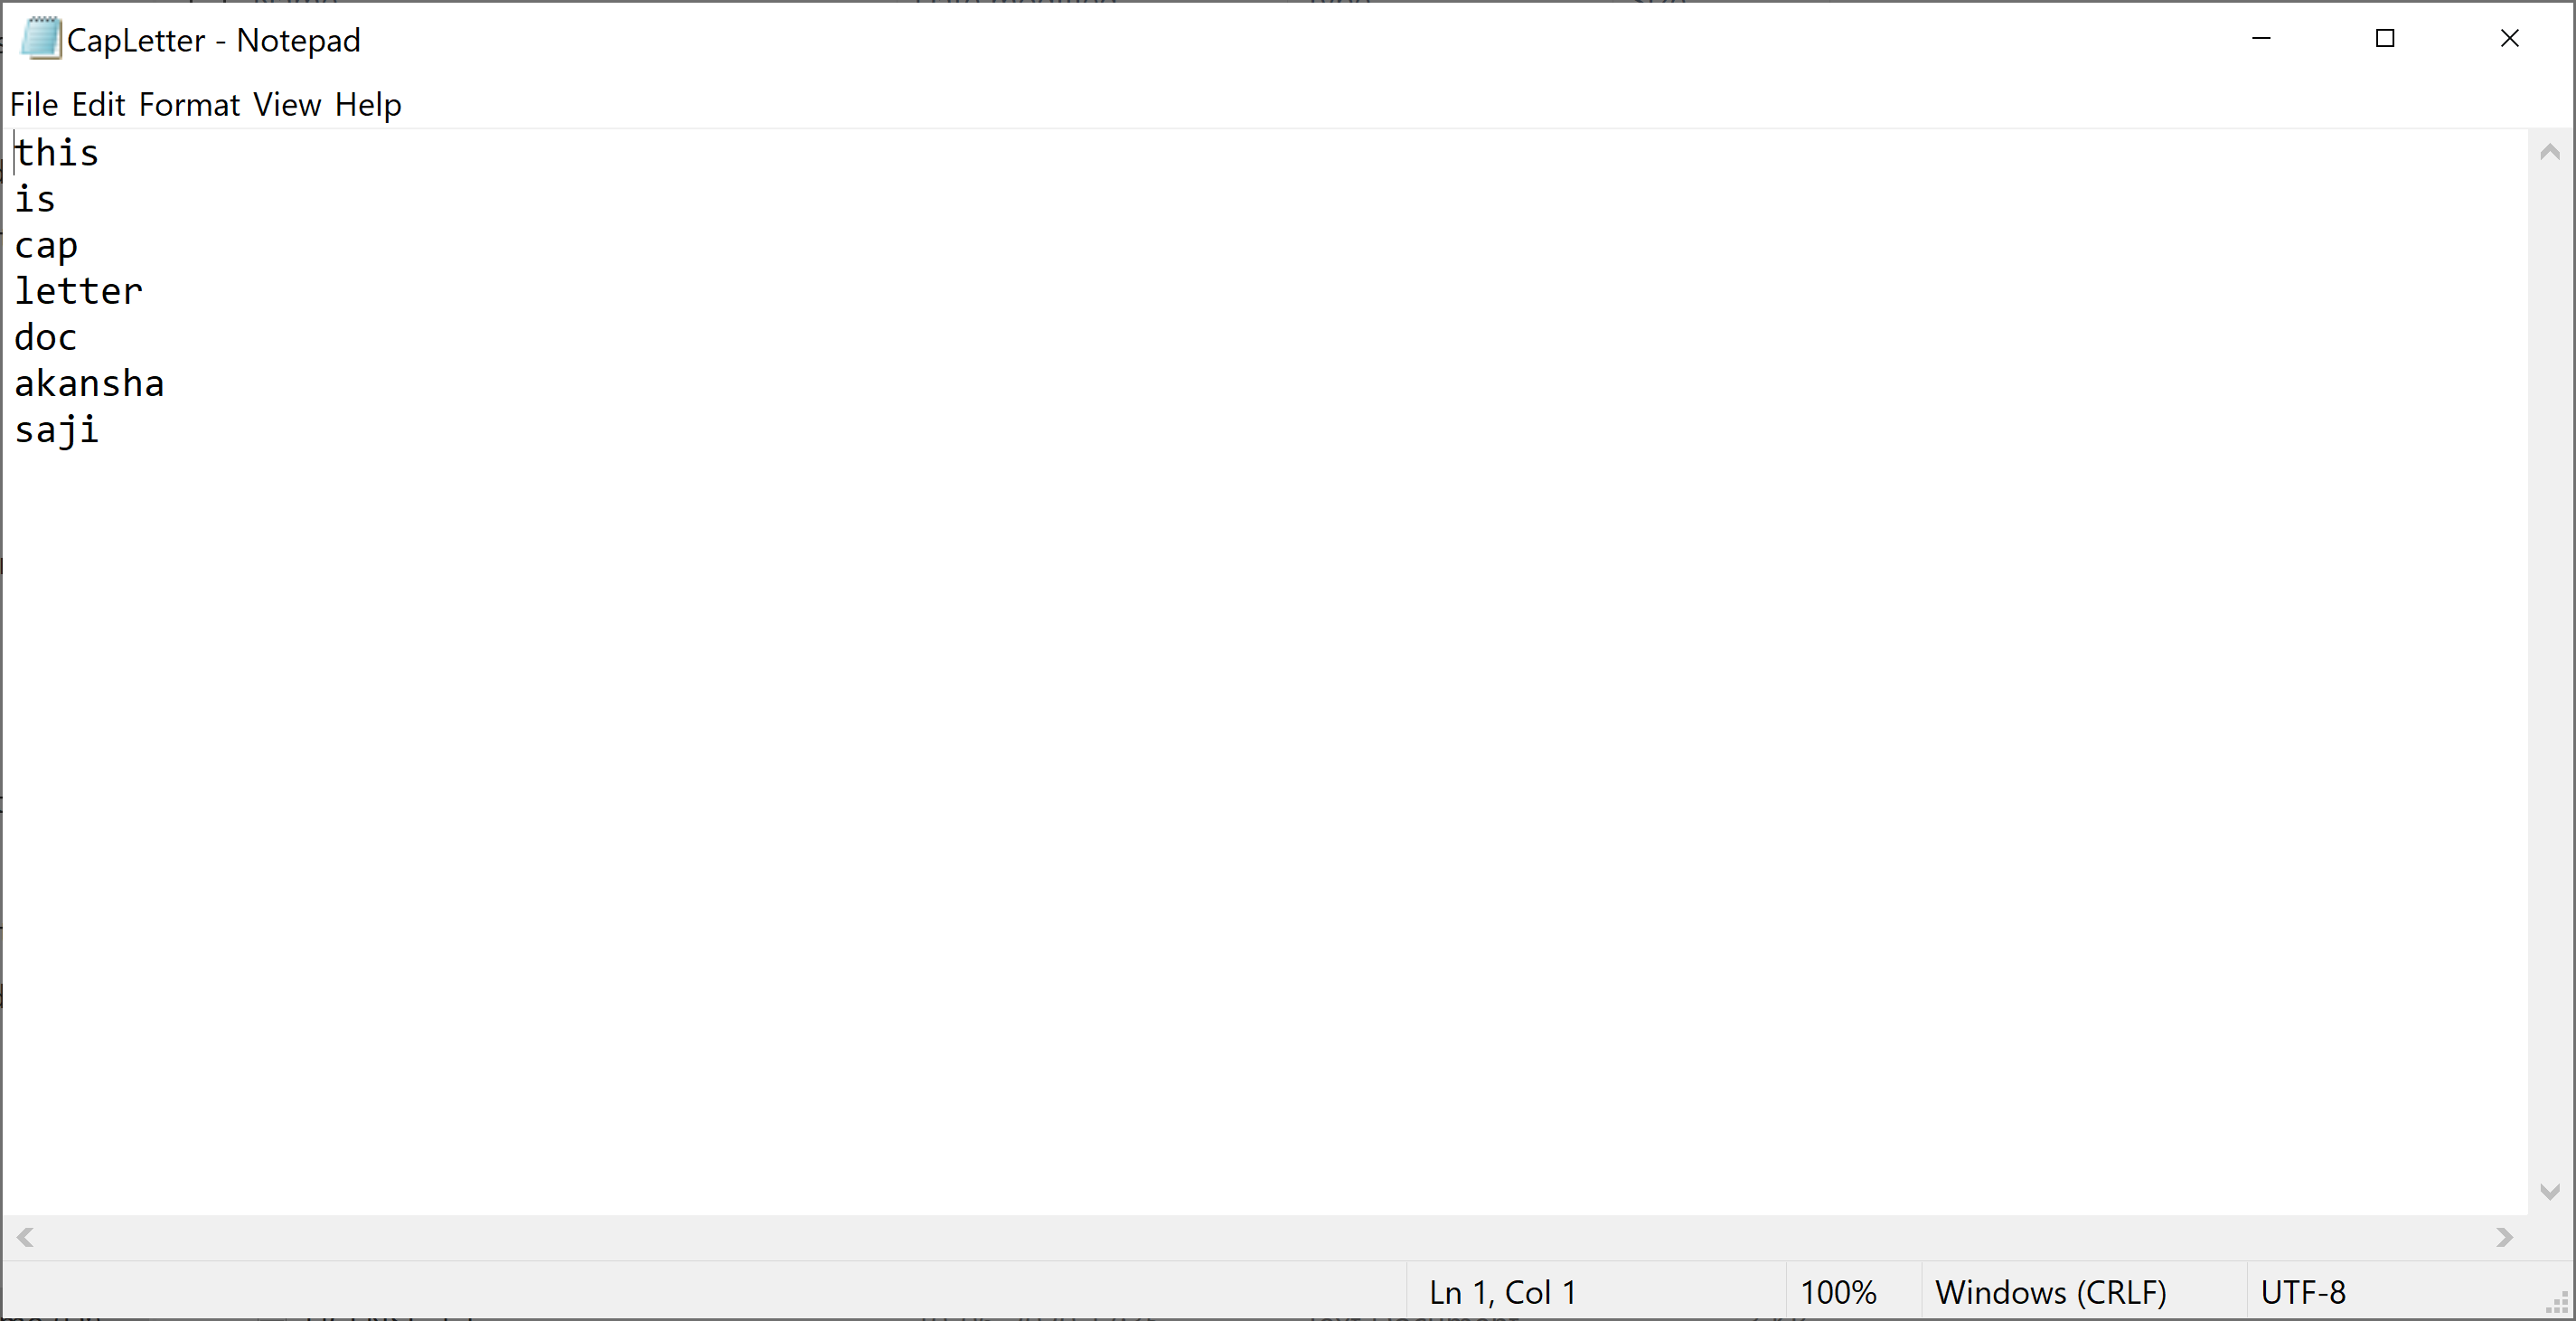 CapLetter - Notepad
File Edit Format View Help
this
is
cap
letter
doc
akansha
saji
Ln 1, Col 1 100% Windows (CRLF) UTF-8